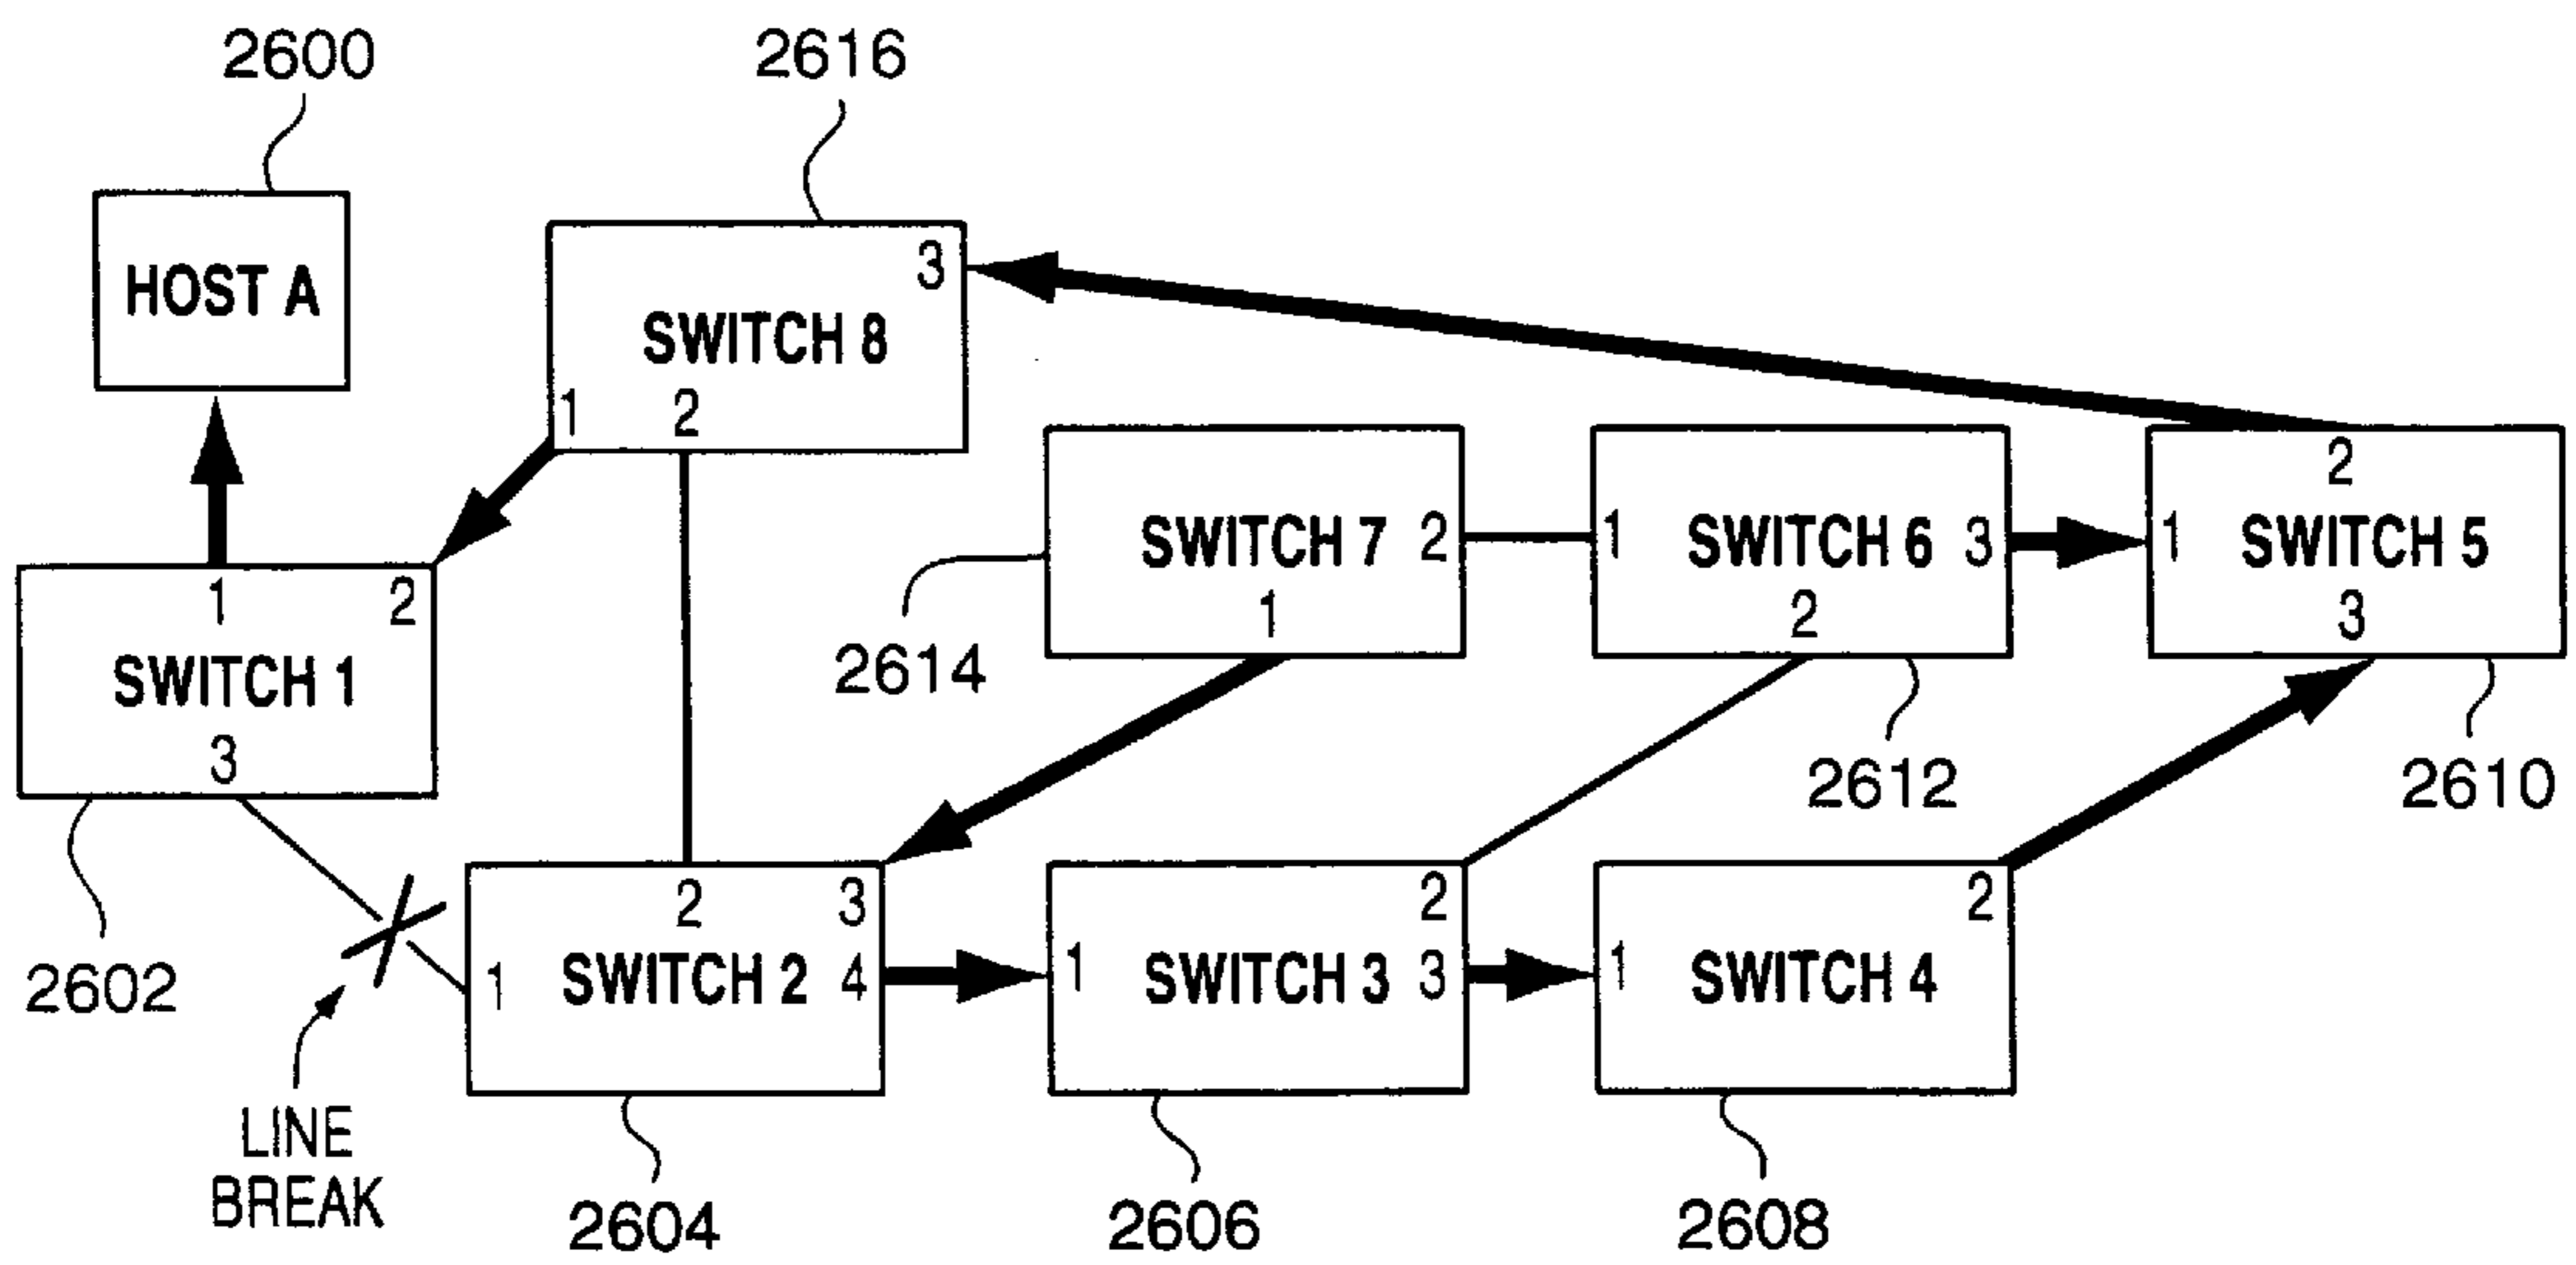 2600
2616
HOST A
3
SWITCH 8
1 2
2
1 2
SWITCH 7 2
1
1 SWITCH 6 3
2
1 SWITCH 5
3
SWITCH 1
3
2614
2612
2610
2602
2 3
1 SWITCH 2 4
2
1 SWITCH 3 3
2
1 SWITCH 4
LINE
BREAK
2604
2606
2608